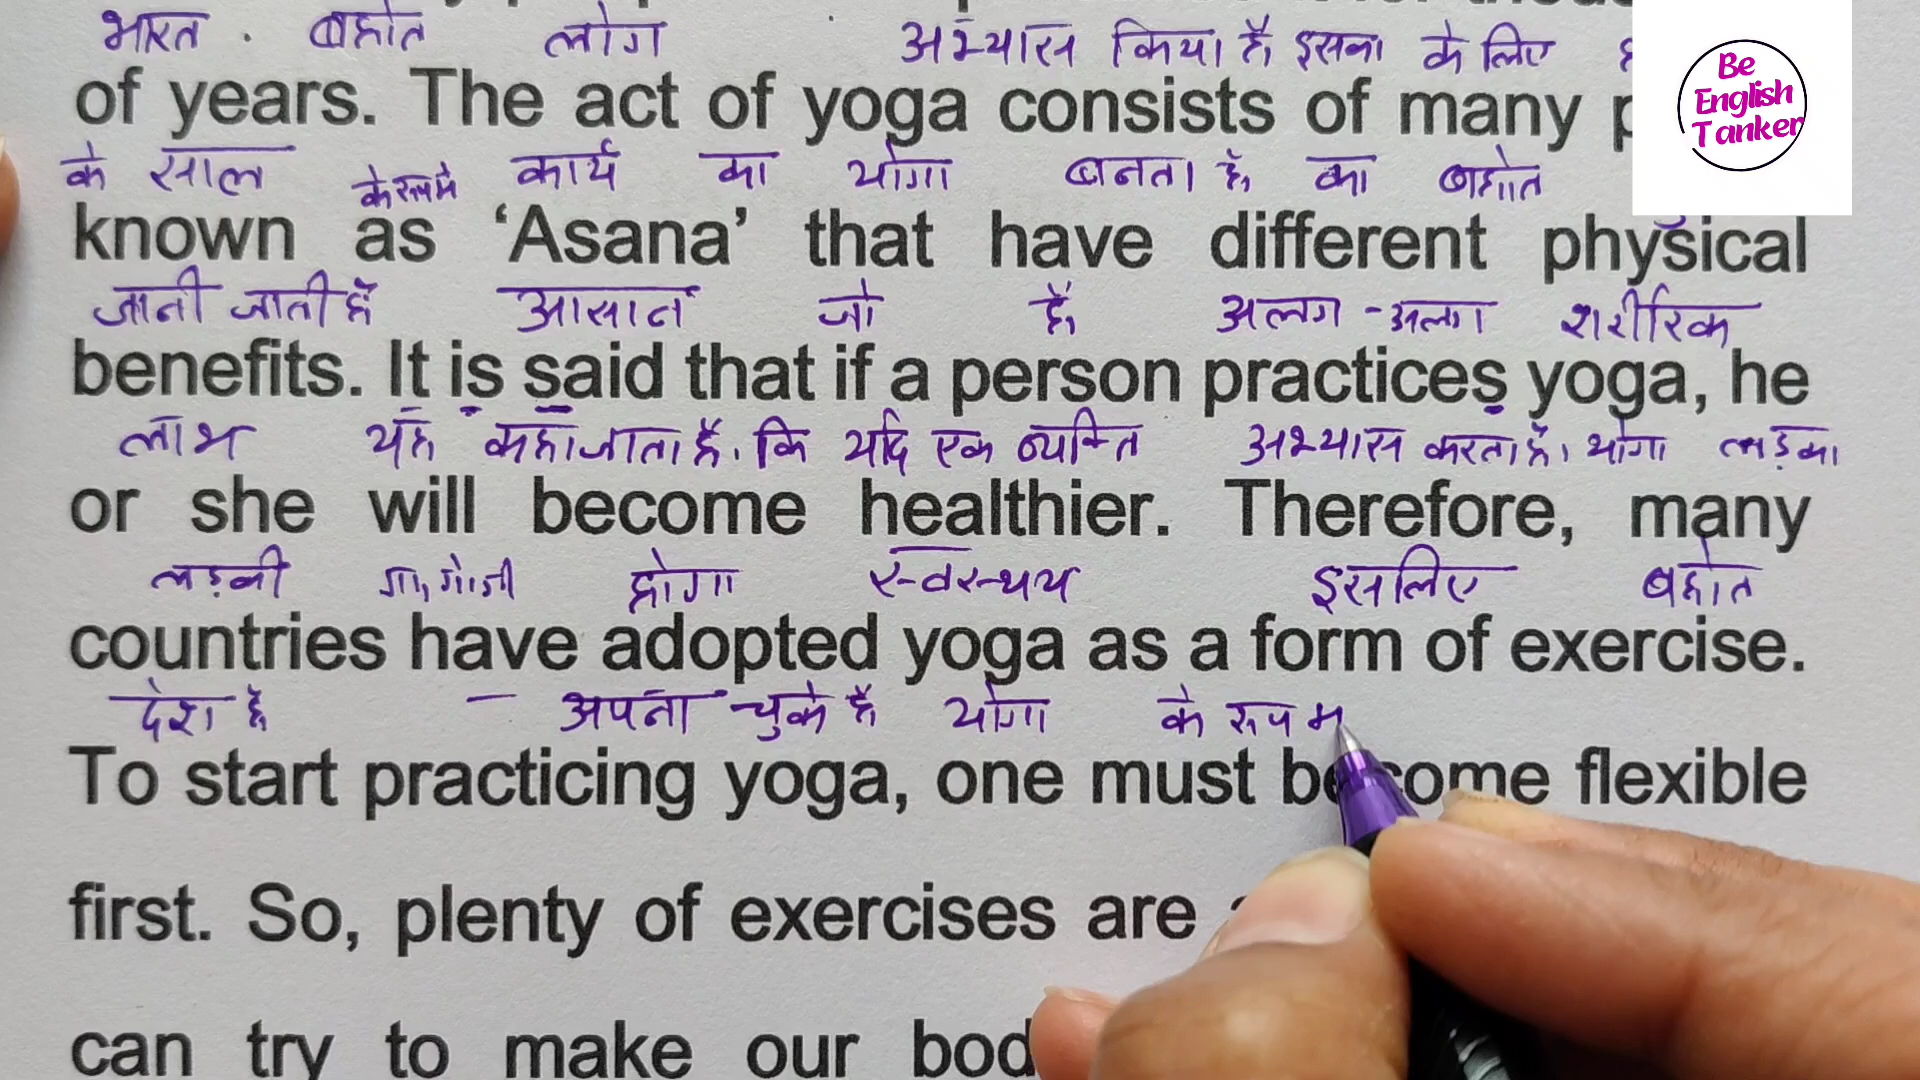 भारत . बहोत लोग अभ्यास किया है, इसका के लिए
of years. The act of yoga consists of many
के साल कार्य का योगा बनता है, का बहोत
के रूप मे
known as ‘Asana’ that have different physical
जानी जाती है आसान जो है, अलग - अलग शरीरिक
benefits. It is said that if a person practices yoga, he
लाभ यह कहा जाता है. कि यदि एक व्यक्ति अभ्यास करता है। योगा लड़का
or she will become healthier. Therefore, many
लड़की होगा इसलिए बहोत
countries have adopted yoga as a form of exercise.
देश है अपना चुके है योगा के रूप म
To start practicing yoga, one must become flexible
first. So, plenty of exercises are
can try to make our
Be
English
Tanker